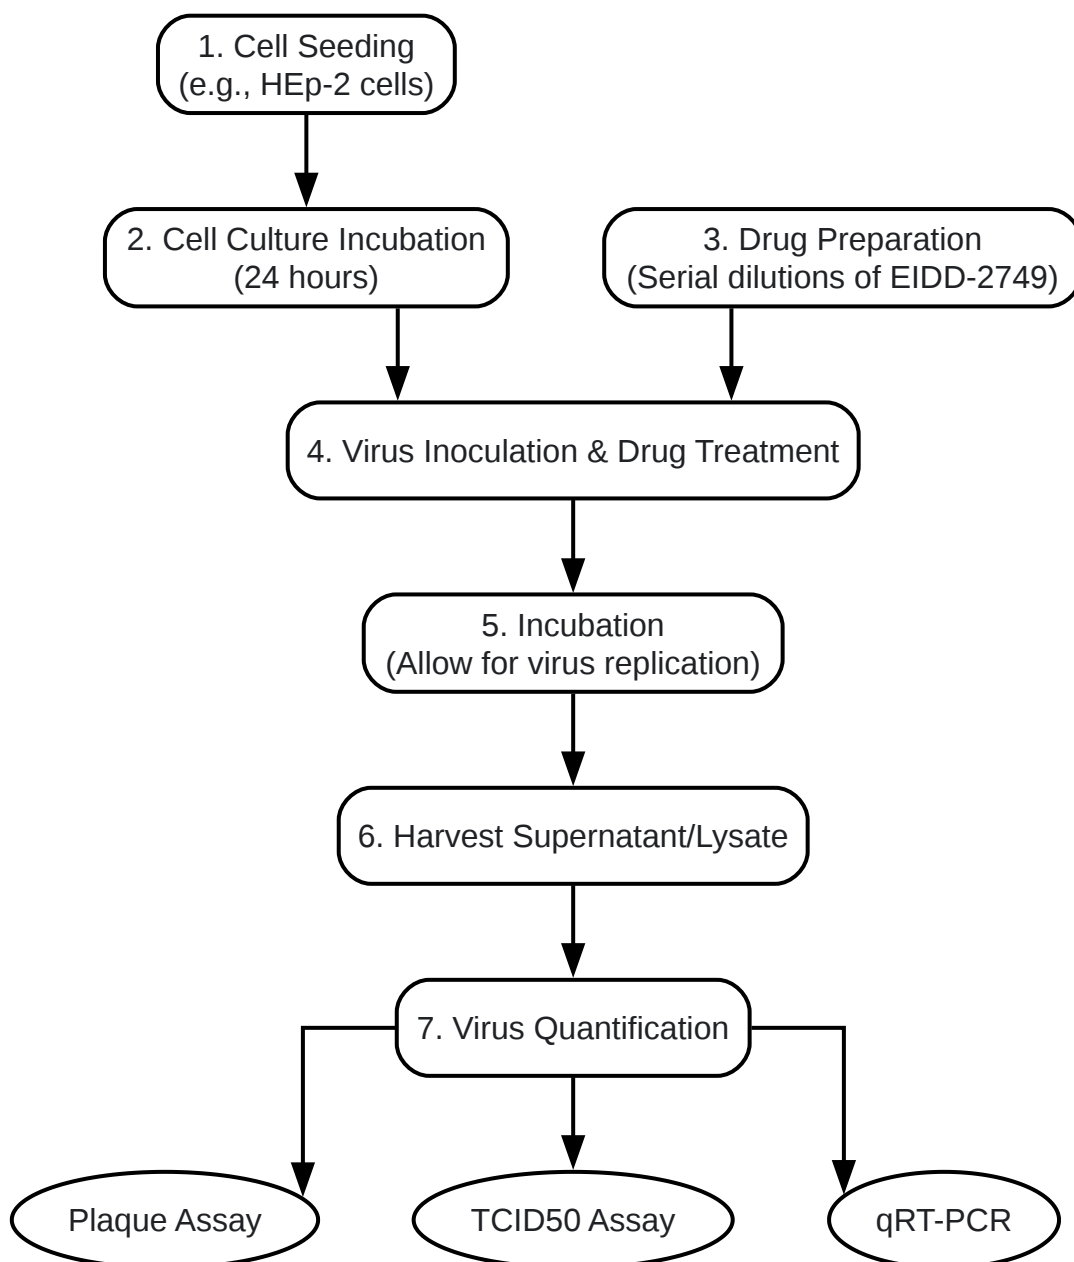 1. Cell Seeding
(e.g., HEp-2 cells)
2. Cell Culture Incubation
(24 hours)
3. Drug Preparation
(Serial dilutions of EIDD-2749)
4. Virus Inoculation & Drug Treatment
5. Incubation
(Allow for virus replication)
6. Harvest Supernatant/Lysate
7. Virus Quantification
Plaque Assay
TCID50 Assay
qRT-PCR